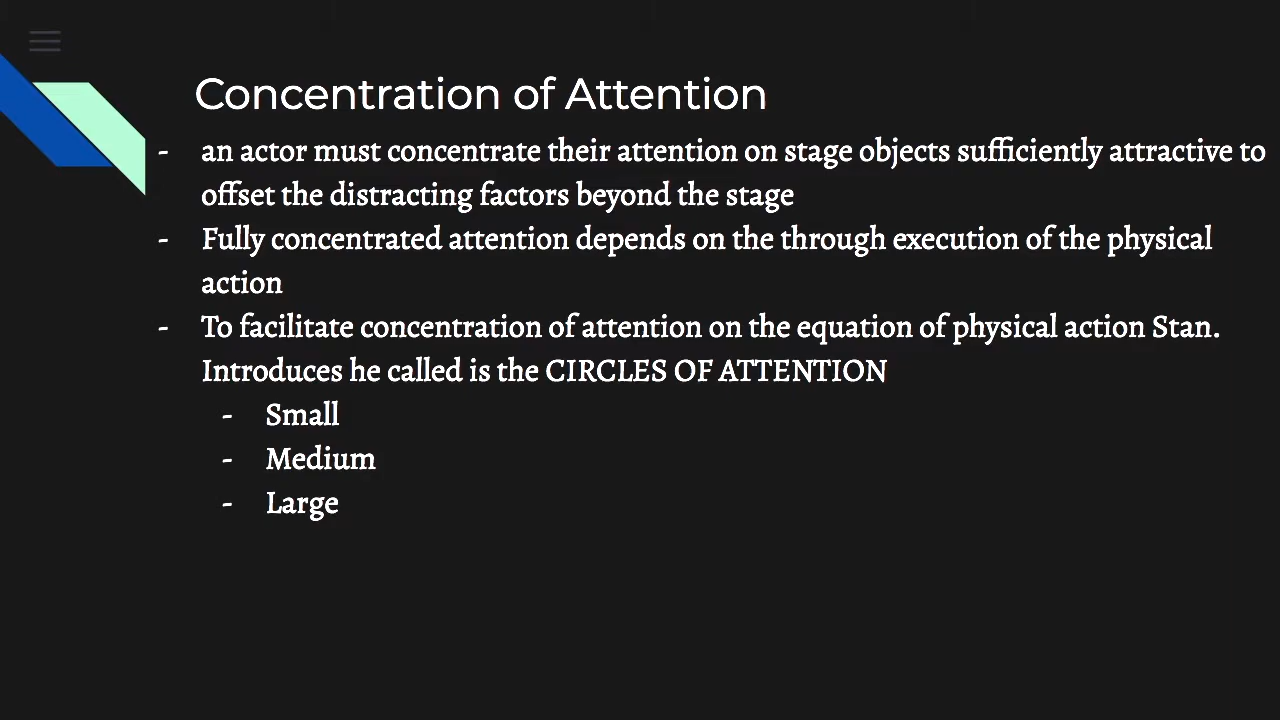 Concentration of Attention
- an actor must concentrate their attention on stage objects sufficiently attractive to
offset the distracting factors beyond the stage
- Fully concentrated attention depends on the through execution of the physical
action
- To facilitate concentration of attention on the equation of physical action Stan.
Introduces he called is the CIRCLES OF ATTENTION
- Small
- Medium
- Large